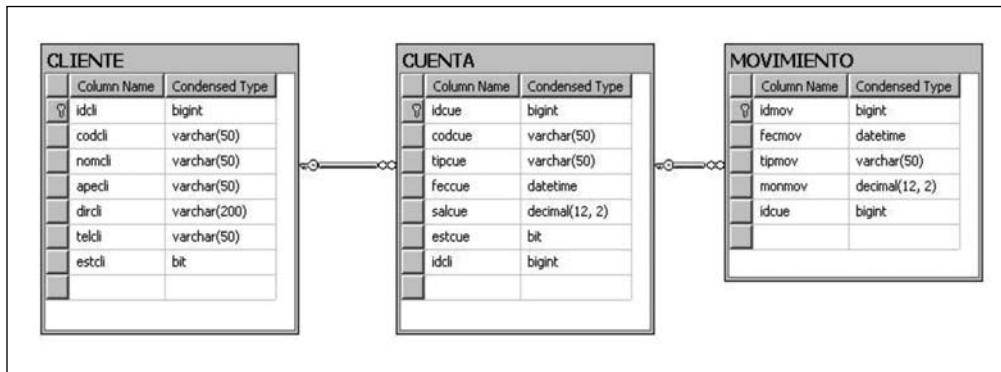 CLIENTE
Column Name Condensed Type
idcli bigint
codcli varchar(50)
nomcli varchar(50)
apecli varchar(50)
dircli varchar(200)
telcli varchar(50)
estcli bit
CUENTA
Column Name Condensed Type
idcue bigint
codcue varchar(50)
tipcue varchar(50)
feccue datetime
salcue decimal(12, 2)
estcue bit
idcli bigint
MOVIMIENTO
Column Name Condensed Type
idmov bigint
fecmov datetime
tipmov varchar(50)
monmov decimal(12, 2)
idcue bigint